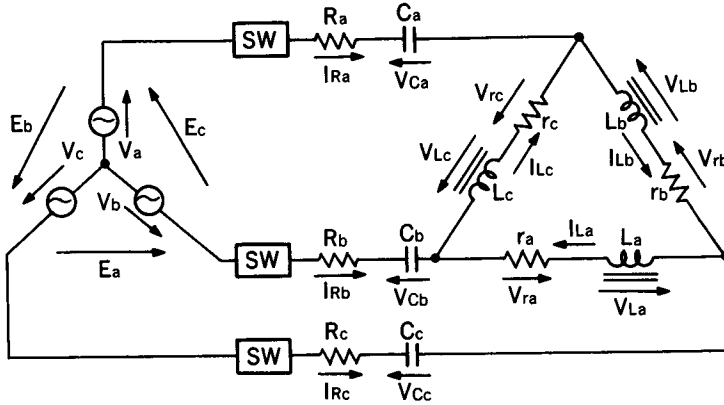 Ra Ca
SW
IRa VCa
Eb Ec
Vc Va
Vb
Ea
Vrc rc
VLc ILc
Lc
VLb
Lb
ILb Vrb
rb
Rb Cb
SW
IRb VCb
ra ILa La
Vra VLa
Rc Cc
SW
IRc VCc